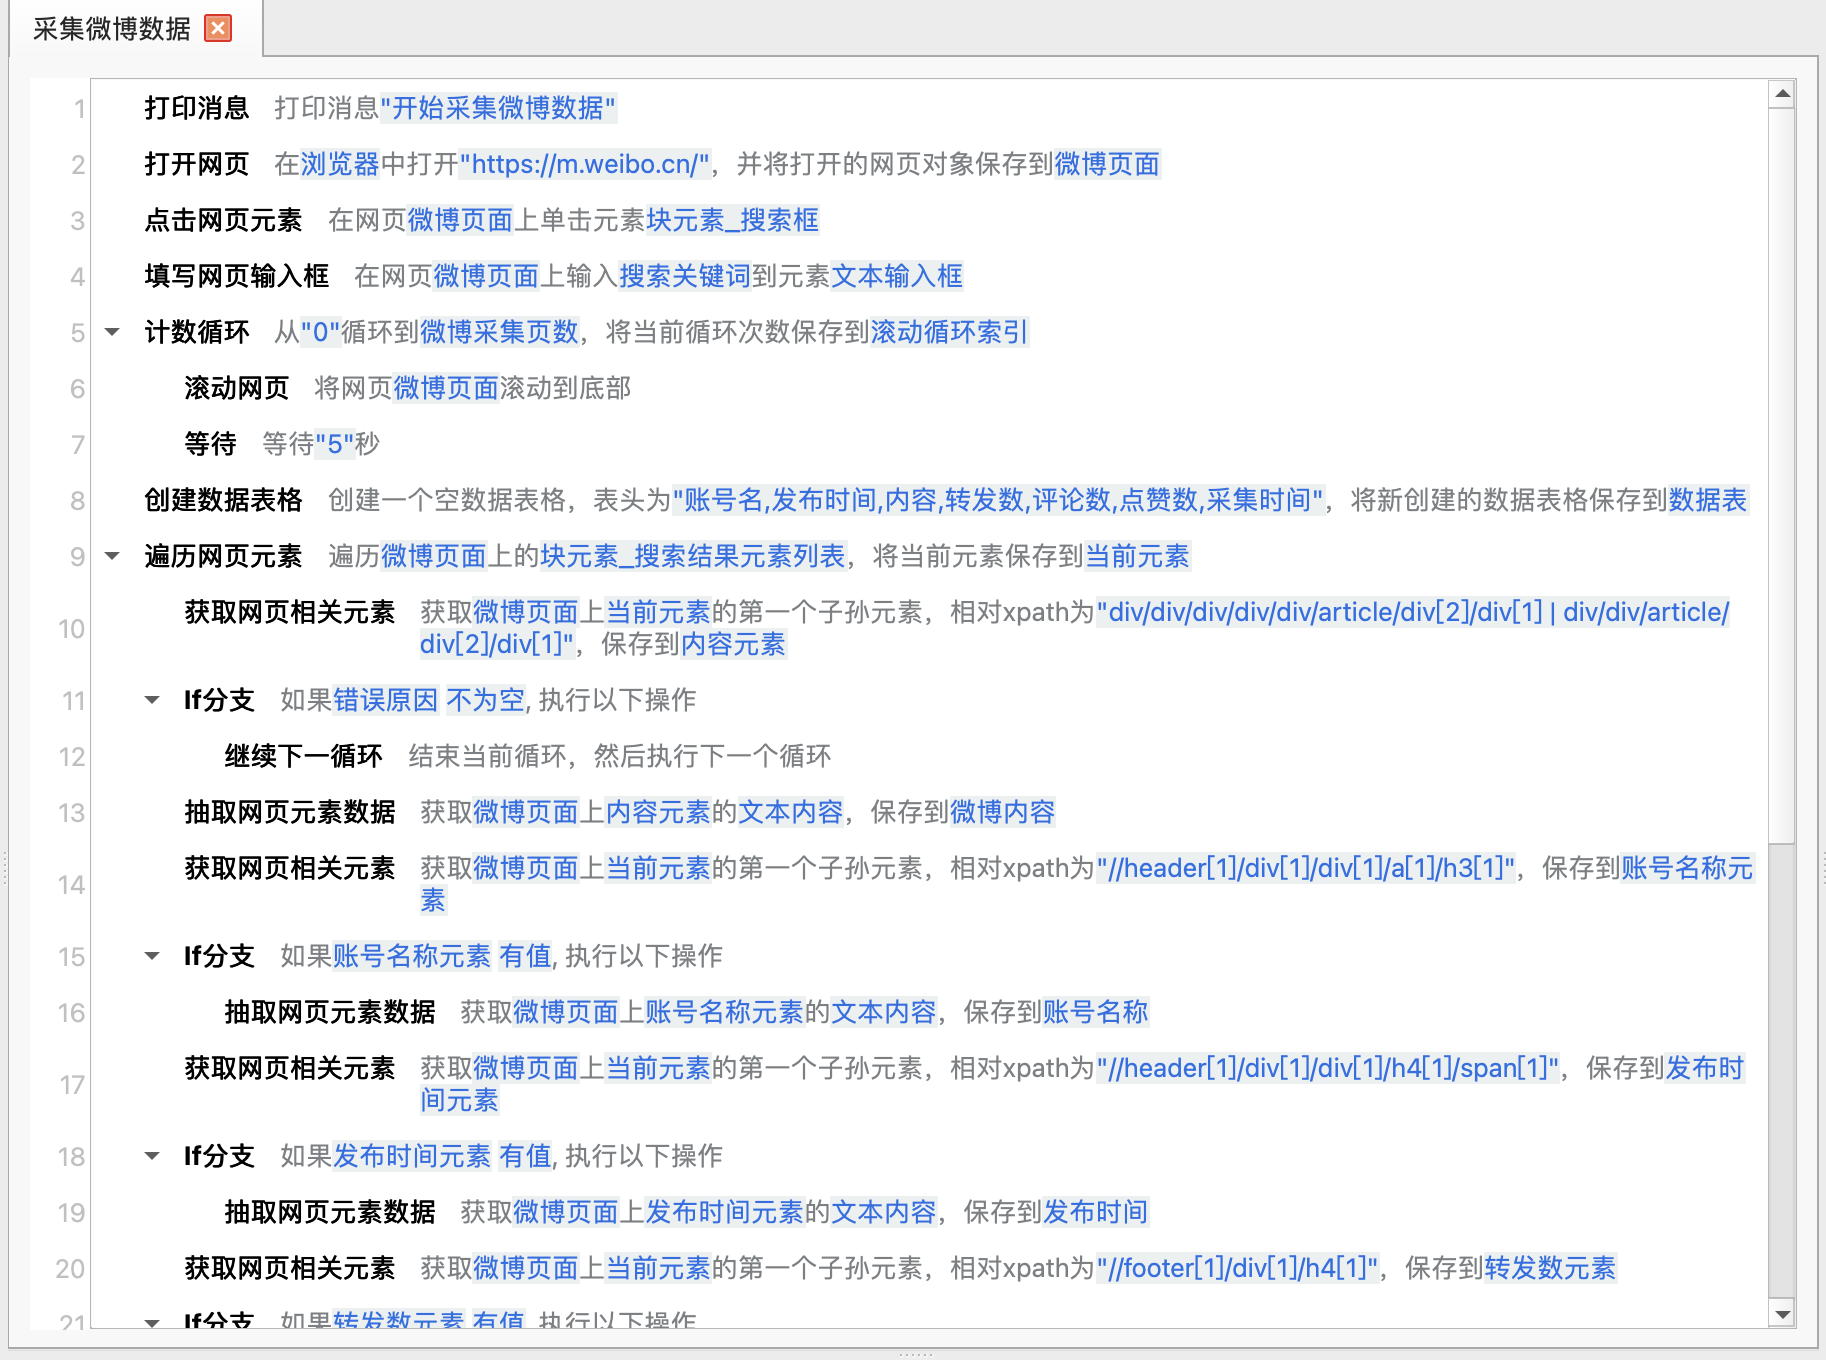 采集微博数据
1 打印消息 打印消息"开始采集微博数据"
2 打开网页 在浏览器中打开"https://m.weibo.cn/"，并将打开的网页对象保存到微博页面
3 点击网页元素 在网页微博页面上单击元素块元素_搜索框
4 填写网页输入框 在网页微博页面上输入搜索关键词到元素文本输入框
5 计数循环 从"0"循环到微博采集页数，将当前循环次数保存到滚动循环索引
6 滚动网页 将网页微博页面滚动到底部
7 等待 等待"5"秒
8 创建数据表格 创建一个空数据表格，表头为"账号名,发布时间,内容,转发数,评论数,点赞数,采集时间"，将新创建的数据表格保存到数据表
9 遍历网页元素 遍历微博页面上的块元素_搜索结果元素列表，将当前元素保存到当前元素
10 获取网页相关元素 获取微博页面上当前元素的第一个子孙元素，相对xpath为"div/div/div/div/div/article/div[2]/div[1] | div/div/article/
div[2]/div[1]"，保存到内容元素
11 If分支 如果错误原因 不为空, 执行以下操作
12 继续下一循环 结束当前循环，然后执行下一个循环
13 抽取网页元素数据 获取微博页面上内容元素的文本内容，保存到微博内容
14 获取网页相关元素 获取微博页面上当前元素的第一个子孙元素，相对xpath为"//header[1]/div[1]/div[1]/a[1]/h3[1]"，保存到账号名称元
素
15 If分支 如果账号名称元素 有值, 执行以下操作
16 抽取网页元素数据 获取微博页面上账号名称元素的文本内容，保存到账号名称
17 获取网页相关元素 获取微博页面上当前元素的第一个子孙元素，相对xpath为"//header[1]/div[1]/div[1]/h4[1]/span[1]"，保存到发布时
间元素
18 If分支 如果发布时间元素 有值, 执行以下操作
19 抽取网页元素数据 获取微博页面上发布时间元素的文本内容，保存到发布时间
20 获取网页相关元素 获取微博页面上当前元素的第一个子孙元素，相对xpath为"//footer[1]/div[1]/h4[1]"，保存到转发数元素
21 If分支 如果转发数元素 有值, 执行以下操作